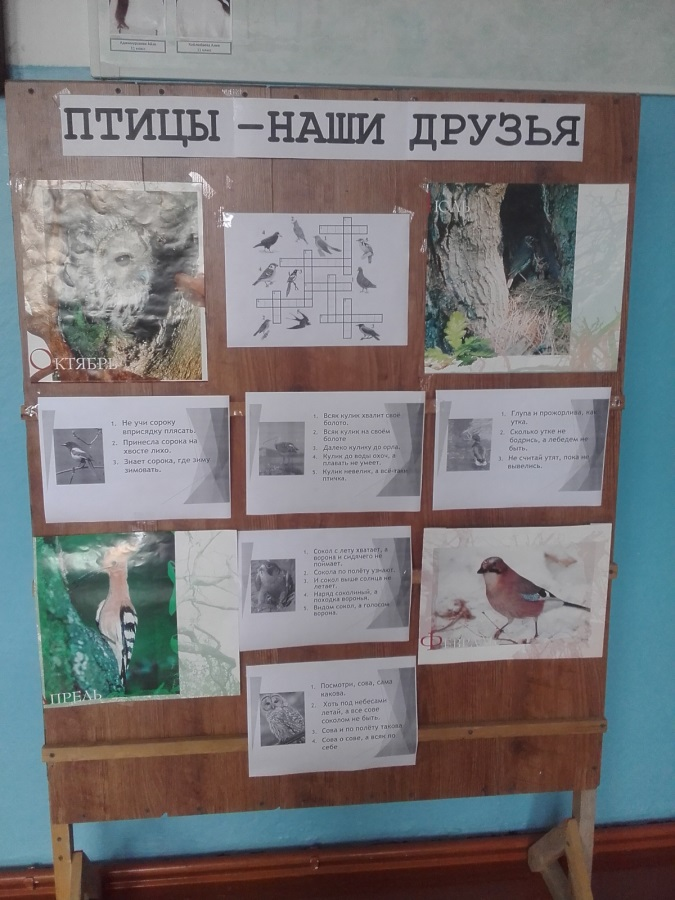 ПТИЦЫ –НАШИ ДРУЗЬЯ
ОКТЯБРЬ
1. Не учи сороку
вприсядку плясать.
2. Принесла сорока на
хвосте лихо.
3. Знает сорока, где зиму
зимовать.
1. Всяк кулик хвалит своё
болото.
2. Всяк кулик на своём
болоте
3. Далеко кулику до орла.
4. Кулик до воды охоч, а
плавать не умеет.
5. Кулик невелик, а всё-таки
птичка.
1. Глупа и прожорлива, как
утка.
2. Сколько утке не
бодрись, а лебедем не
быть.
3. Не считай утят, пока не
вывелись.
ПРЕЛЬ
1. Сокол с лету хватает, а
ворона и сидячего не
поймает.
2. Сокола по полёту узнают.
3. И сокол выше солнца не
летает.
4. Наряд соколиный, а
походка воронья.
5. Видом сокол, а голосом
ворона.
1. Посмотри, сова, сама
какова.
2. Хоть под небесами
летай, а все сове
соколом не быть.
3. Сова и по полёту такова.
4. Сова о сове, а всяк по
себе